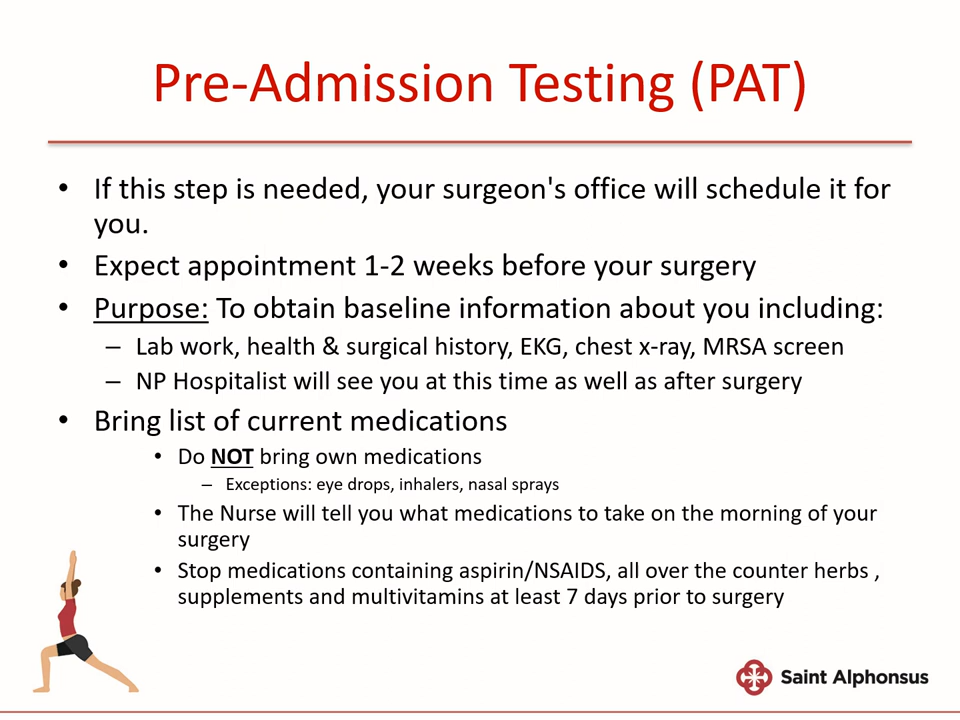 Pre-Admission Testing (PAT)
• If this step is needed, your surgeon's office will schedule it for
you.
• Expect appointment 1-2 weeks before your surgery
• Purpose: To obtain baseline information about you including:
– Lab work, health & surgical history, EKG, chest x-ray, MRSA screen
– NP Hospitalist will see you at this time as well as after surgery
• Bring list of current medications
• Do NOT bring own medications
– Exceptions: eye drops, inhalers, nasal sprays
• The Nurse will tell you what medications to take on the morning of your
surgery
• Stop medications containing aspirin/NSAIDS, all over the counter herbs ,
supplements and multivitamins at least 7 days prior to surgery
Saint Alphonsus